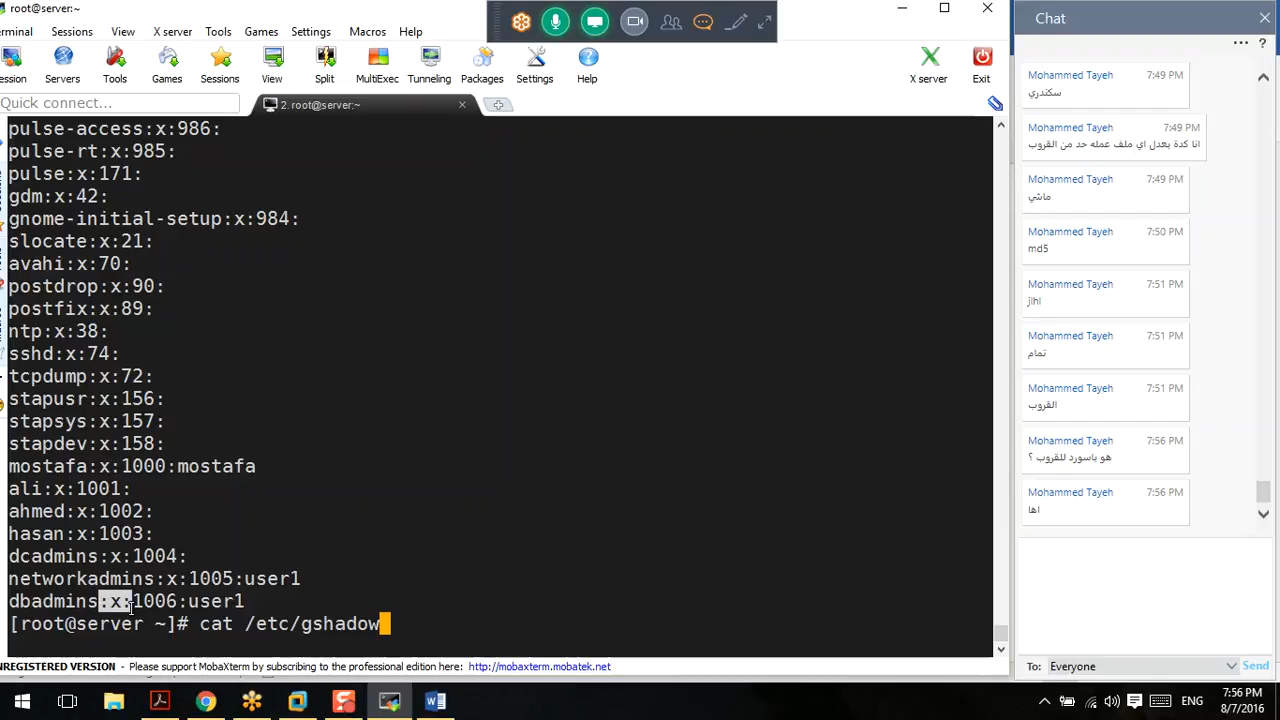 root@server:~
erminal Sessions View X server Tools Games Settings Macros Help
ession Servers Tools Games Sessions View Split MultiExec Tunneling Packages Settings Help X server Exit
Quick connect...
2. root@server:~
pulse-access:x:986:
pulse-rt:x:985:
pulse:x:171:
gdm:x:42:
gnome-initial-setup:x:984:
slocate:x:21:
avahi:x:70:
postdrop:x:90:
postfix:x:89:
ntp:x:38:
sshd:x:74:
tcpdump:x:72:
stapusr:x:156:
stapsys:x:157:
stapdev:x:158:
mostafa:x:1000:mostafa
ali:x:1001:
ahmed:x:1002:
hasan:x:1003:
dcadmins:x:1004:
networkadmins:x:1005:user1
dbadmins:x:1006:user1
[root@server ~]# cat /etc/gshadow
NREGISTERED VERSION - Please support MobaXterm by subscribing to the professional edition here: http://mobaxterm.mobatek.net
Chat
Mohammed Tayeh 7:49 PM
سكندري
Mohammed Tayeh 7:49 PM
انا كدة بعدل اي ملف عمله حد من القروب
Mohammed Tayeh 7:49 PM
ماشي
Mohammed Tayeh 7:50 PM
md5
Mohammed Tayeh 7:51 PM
Mohammed Tayeh 7:51 PM
تمام
Mohammed Tayeh 7:51 PM
القروب
Mohammed Tayeh 7:56 PM
هو باسورد للقروب ؟
Mohammed Tayeh 7:56 PM
اها
To: Everyone Send
ENG
7:56 PM
8/7/2016